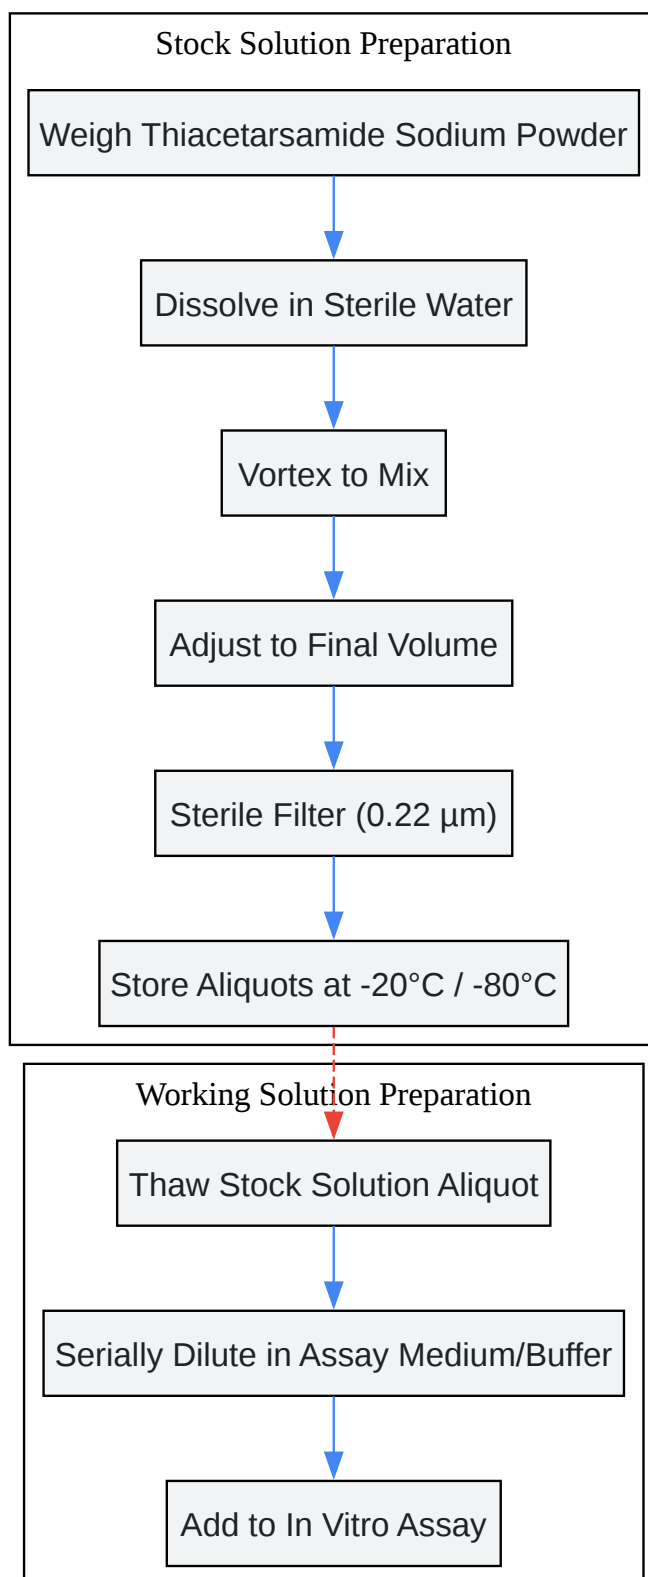 Stock Solution Preparation
Weigh Thiacetarsamide Sodium Powder
Dissolve in Sterile Water
Vortex to Mix
Adjust to Final Volume
Sterile Filter (0.22 µm)
Store Aliquots at -20°C / -80°C
Working Solution Preparation
Thaw Stock Solution Aliquot
Serially Dilute in Assay Medium/Buffer
Add to In Vitro Assay